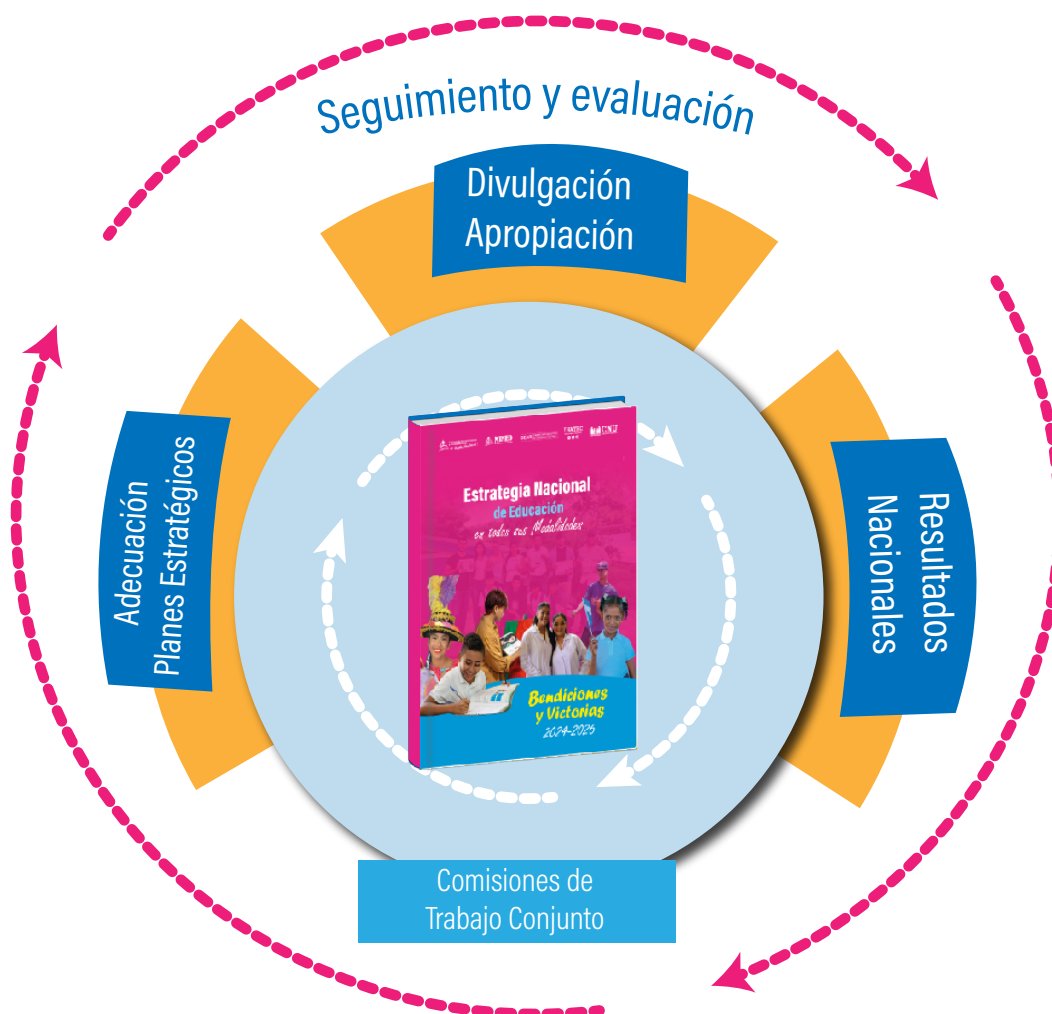 Seguimiento y evaluación
Divulgación
Apropiación
Adecuación
Planes Estratégicos
Resultados
Nacionales
Estrategia Nacional
de Educación
en todas sus Modalidades
Bendiciones
y Victorias
2024-2026
Comisiones de
Trabajo Conjunto